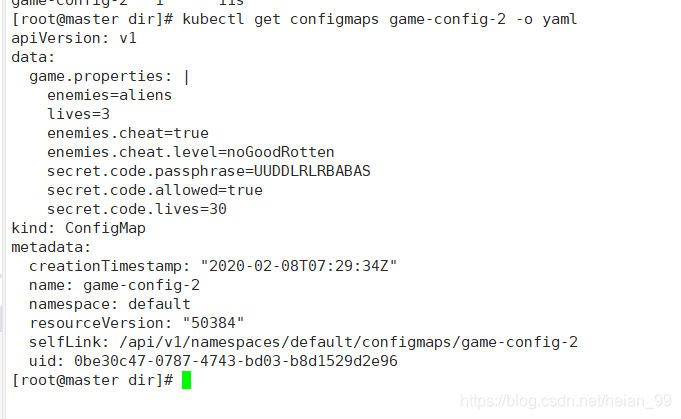 game-config-2   1      11s
[root@master dir]# kubectl get configmaps game-config-2 -o yaml
apiVersion: v1
data:
  game.properties: |
    enemies=aliens
    lives=3
    enemies.cheat=true
    enemies.cheat.level=noGoodRotten
    secret.code.passphrase=UUDDLRLRBABAS
    secret.code.allowed=true
    secret.code.lives=30
kind: ConfigMap
metadata:
  creationTimestamp: "2020-02-08T07:29:34Z"
  name: game-config-2
  namespace: default
  resourceVersion: "50384"
  selfLink: /api/v1/namespaces/default/configmaps/game-config-2
  uid: 0be30c47-0787-4743-bd03-b8d1529d2e96
[root@master dir]#
https://blog.csdn.net/heian_99